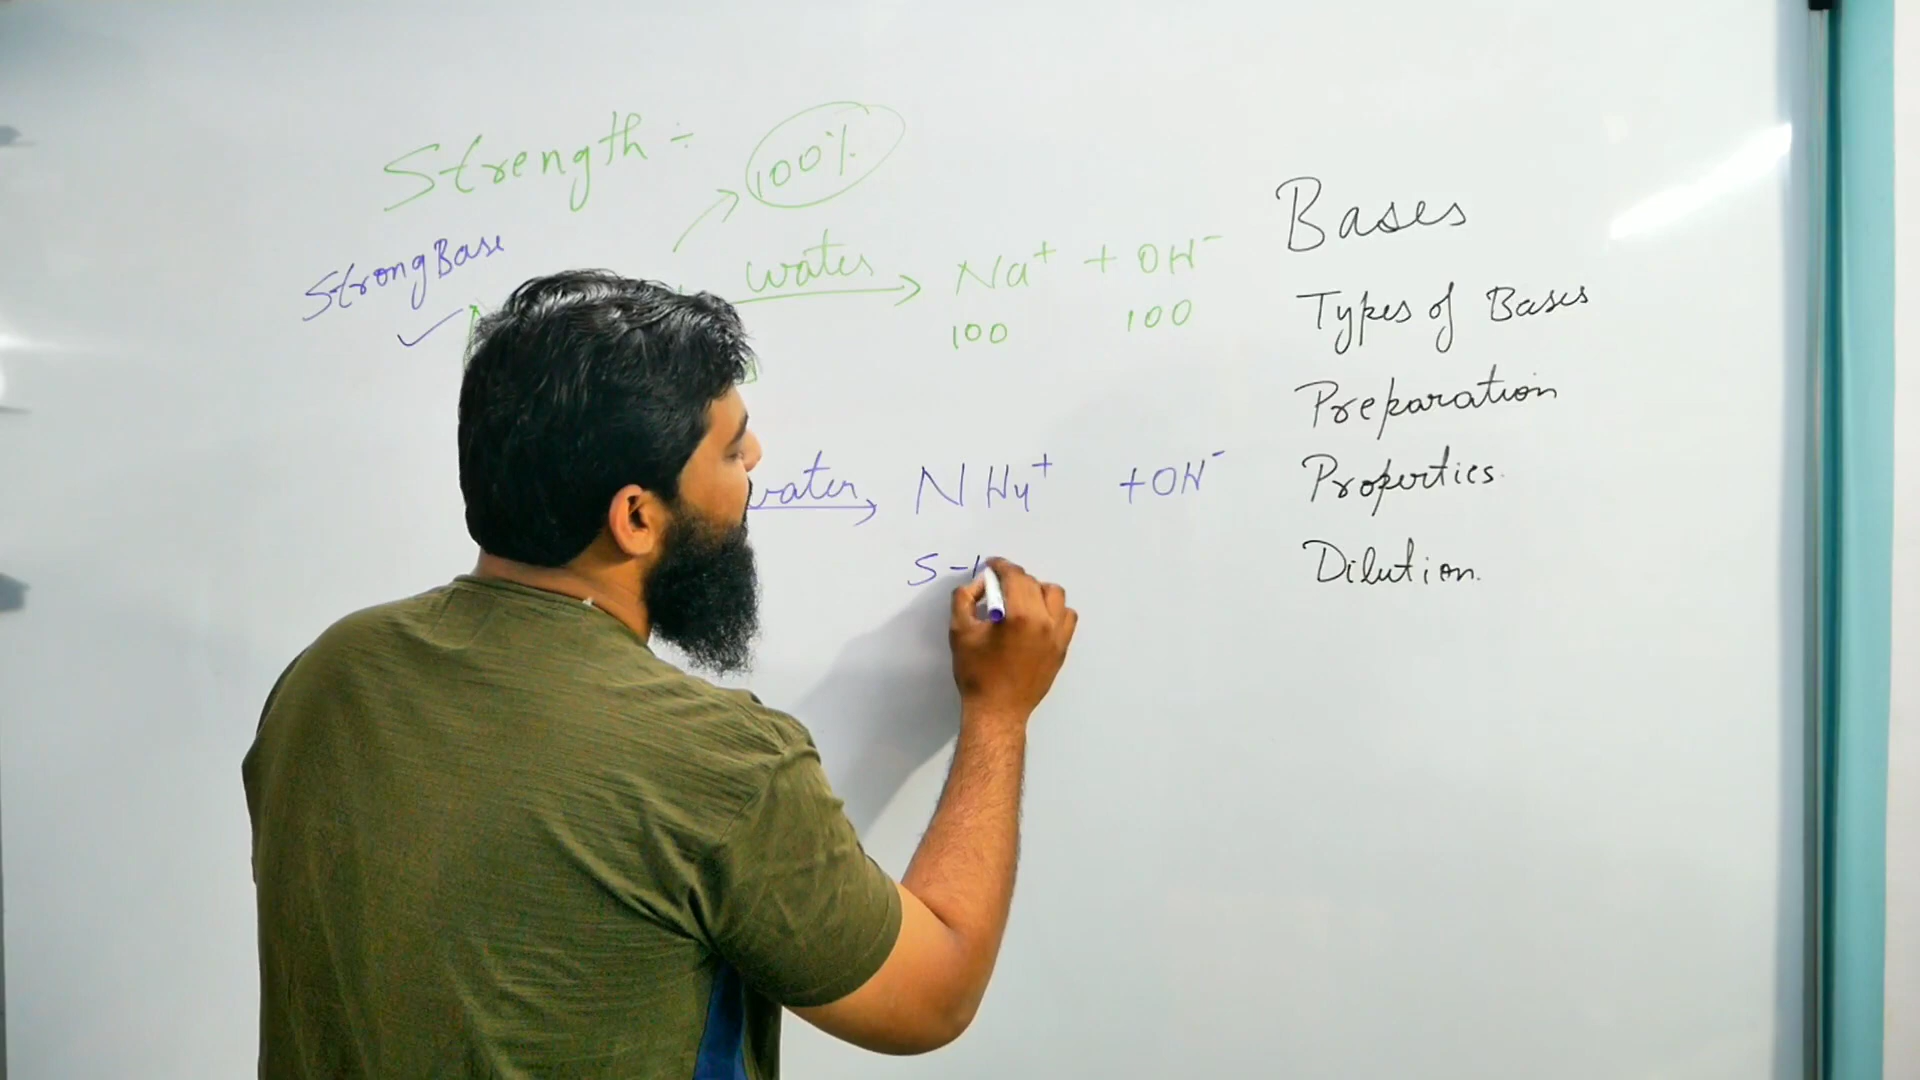 Strength ÷ 100%
Strong Base
water → Na⁺ + OH⁻
100 100
water → NH₄⁺ + OH⁻
5 -
Bases
Types of Bases
Preparation
Properties
Dilution